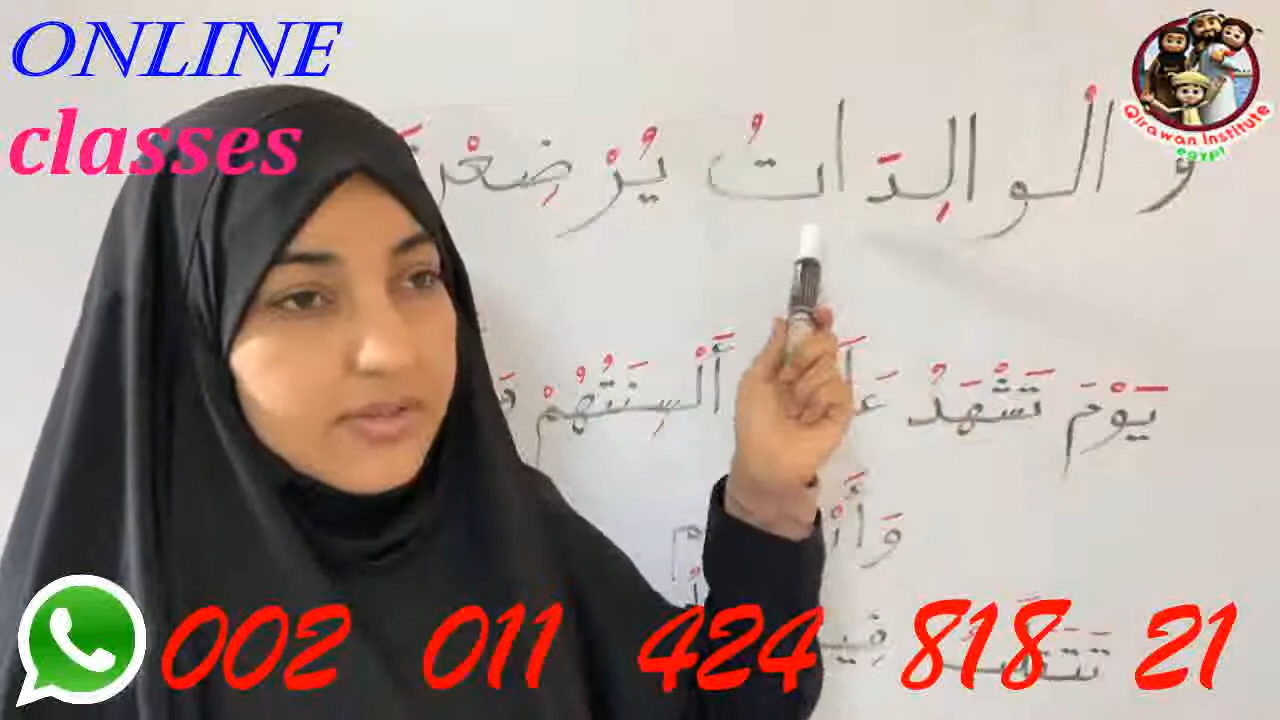 ONLINE
classes
Qirawan Institute
egypt
وَ الْو الِدَ اتُ يُرْ ضِعْنَ
يَوْمَ تَشْهَدُ عَ أَلْسِنَتُهُمْ
002 011 424 818 21